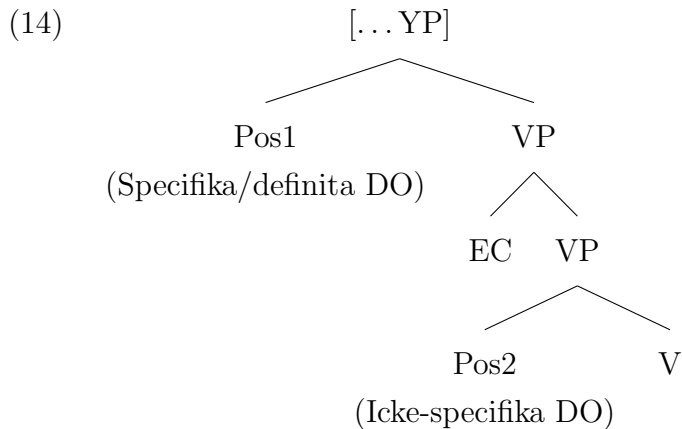 (14) [...YP]
Pos1 VP
(Specifika/definita DO)
EC VP
Pos2 V
(Icke-specifika DO)